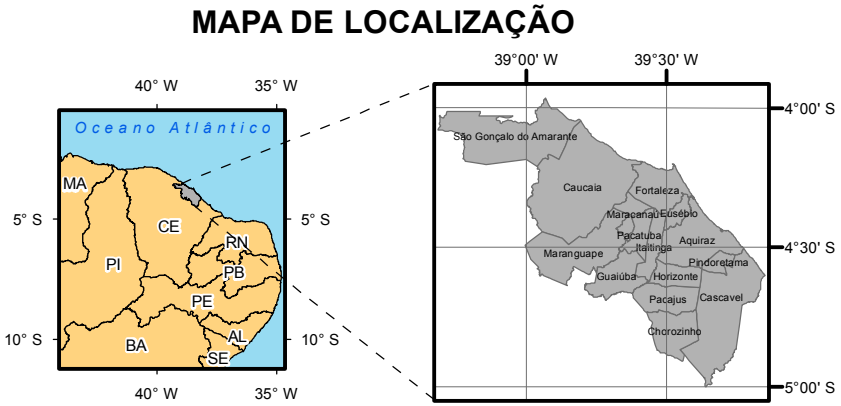 MAPA DE LOCALIZAÇÃO
40° W
35° W
Oceano Atlântico
MA
CE
PI
RN
PB
PE
BA
AL
SE
5° S
5° S
10° S
10° S
40° W
35° W
39°00' W
39°30' W
4°00' S
4°30' S
5°00' S
São Gonçalo do Amarante
Caucaia
Fortaleza
Maracanaú
Eusébio
Pacatuba
Itaitinga
Aquiraz
Maranguape
Pindoretama
Guaiúba
Horizonte
Pacajus
Cascavel
Chorozinho